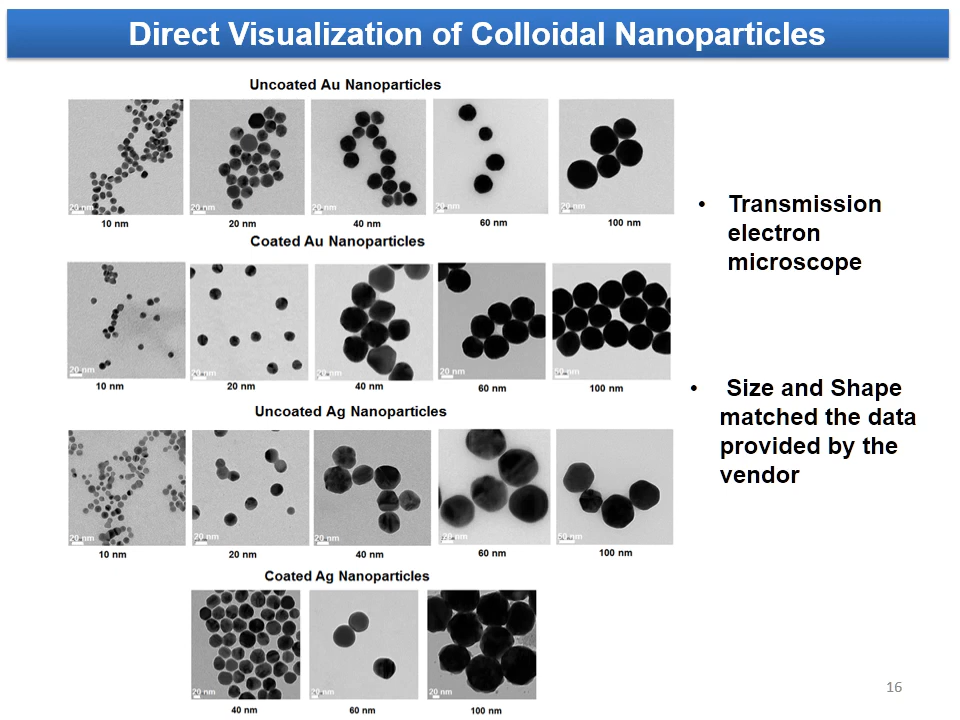 Direct Visualization of Colloidal Nanoparticles
Uncoated Au Nanoparticles
20 nm 20 nm 20 nm 20 nm
10 nm 20 nm 40 nm 60 nm 100 nm
Coated Au Nanoparticles
20 nm 20 nm 20 nm 20 nm 50 nm
10 nm 20 nm 40 nm 60 nm 100 nm
Uncoated Ag Nanoparticles
20 nm 20 nm 20 nm 20 nm 50 nm
10 nm 20 nm 40 nm 60 nm 100 nm
Coated Ag Nanoparticles
20 nm 20 nm 20 nm
40 nm 60 nm 100 nm
• Transmission
electron
microscope
• Size and Shape
matched the data
provided by the
vendor
16